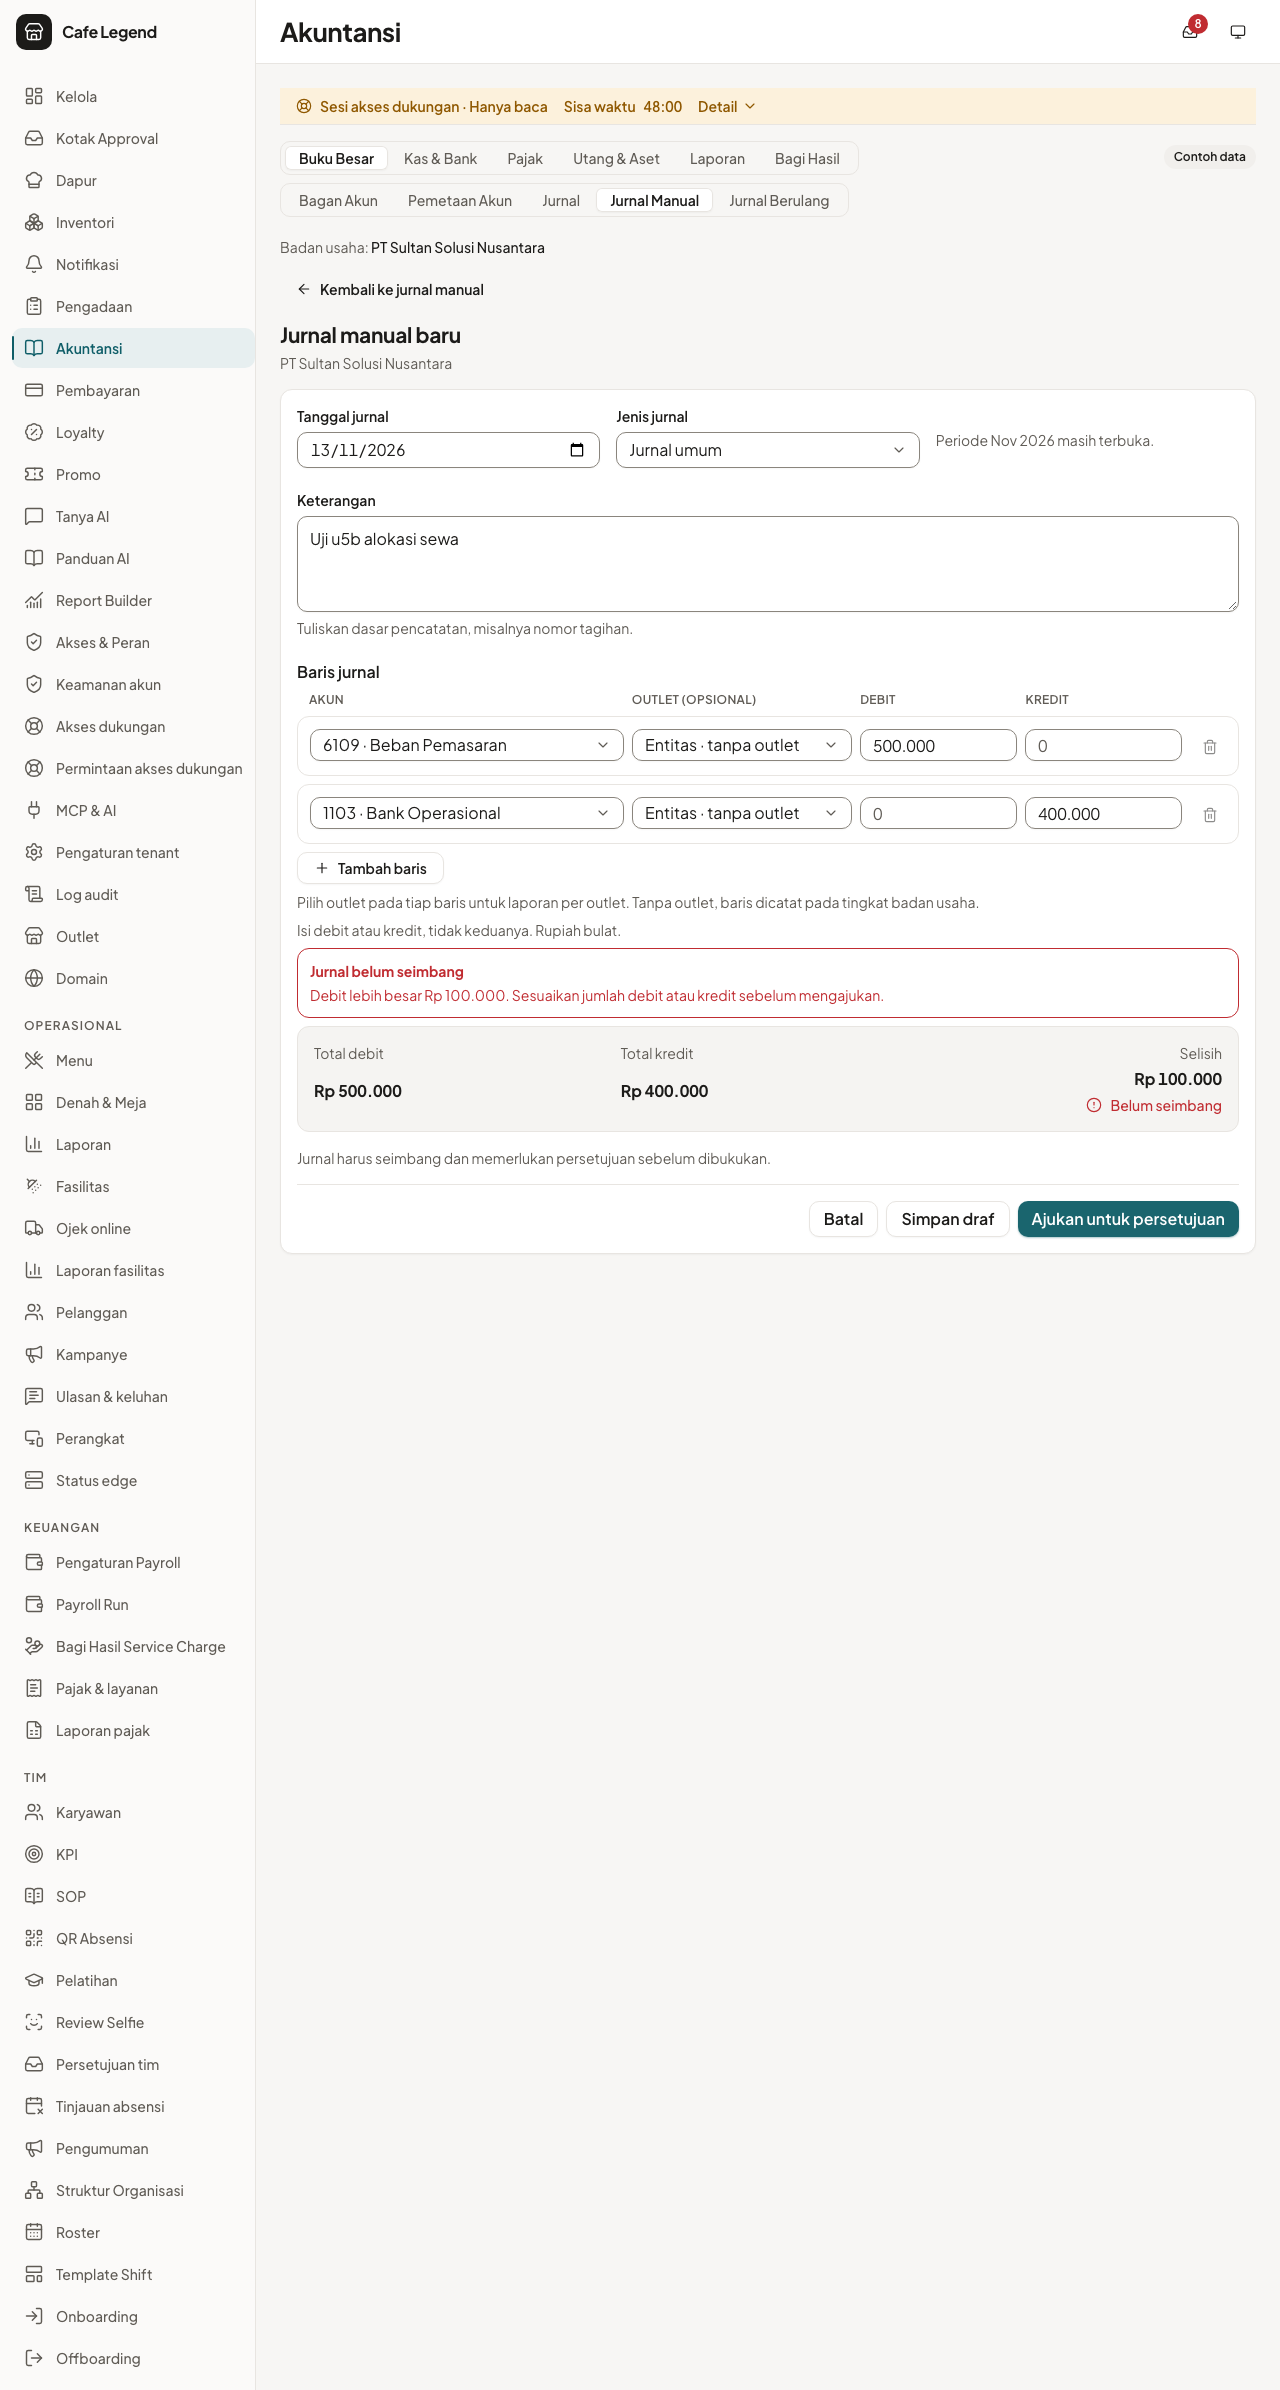 Cafe Legend
Kelola
Kotak Approval
Dapur
Inventori
Notifikasi
Pengadaan
Akuntansi
Pembayaran
Loyalty
Promo
Tanya AI
Panduan AI
Report Builder
Akses & Peran
Keamanan akun
Akses dukungan
Permintaan akses dukungan
MCP & AI
Pengaturan tenant
Log audit
Outlet
Domain
OPERASIONAL
Menu
Denah & Meja
Laporan
Fasilitas
Ojek online
Laporan fasilitas
Pelanggan
Kampanye
Ulasan & keluhan
Perangkat
Status edge
KEUANGAN
Pengaturan Payroll
Payroll Run
Bagi Hasil Service Charge
Pajak & layanan
Laporan pajak
TIM
Karyawan
KPI
SOP
QR Absensi
Pelatihan
Review Selfie
Persetujuan tim
Tinjauan absensi
Pengumuman
Struktur Organisasi
Roster
Template Shift
Onboarding
Offboarding
Akuntansi
8
Sesi akses dukungan · Hanya baca Sisa waktu 48:00 Detail
Buku Besar Kas & Bank Pajak Utang & Aset Laporan Bagi Hasil
Contoh data
Bagan Akun Pemetaan Akun Jurnal Jurnal Manual Jurnal Berulang
Badan usaha: PT Sultan Solusi Nusantara
Kembali ke jurnal manual
Jurnal manual baru
PT Sultan Solusi Nusantara
Tanggal jurnal Jenis jurnal
13/11/2026 Jurnal umum Periode Nov 2026 masih terbuka.
Keterangan
Uji u5b alokasi sewa
Tuliskan dasar pencatatan, misalnya nomor tagihan.
Baris jurnal
AKUN OUTLET (OPSIONAL) DEBIT KREDIT
6109 · Beban Pemasaran Entitas · tanpa outlet 500.000 0
1103 · Bank Operasional Entitas · tanpa outlet 0 400.000
Tambah baris
Pilih outlet pada tiap baris untuk laporan per outlet. Tanpa outlet, baris dicatat pada tingkat badan usaha.
Isi debit atau kredit, tidak keduanya. Rupiah bulat.
Jurnal belum seimbang
Debit lebih besar Rp 100.000. Sesuaikan jumlah debit atau kredit sebelum mengajukan.
Total debit Total kredit Selisih
Rp 500.000 Rp 400.000 Rp 100.000
Belum seimbang
Jurnal harus seimbang dan memerlukan persetujuan sebelum dibukukan.
Batal Simpan draf Ajukan untuk persetujuan